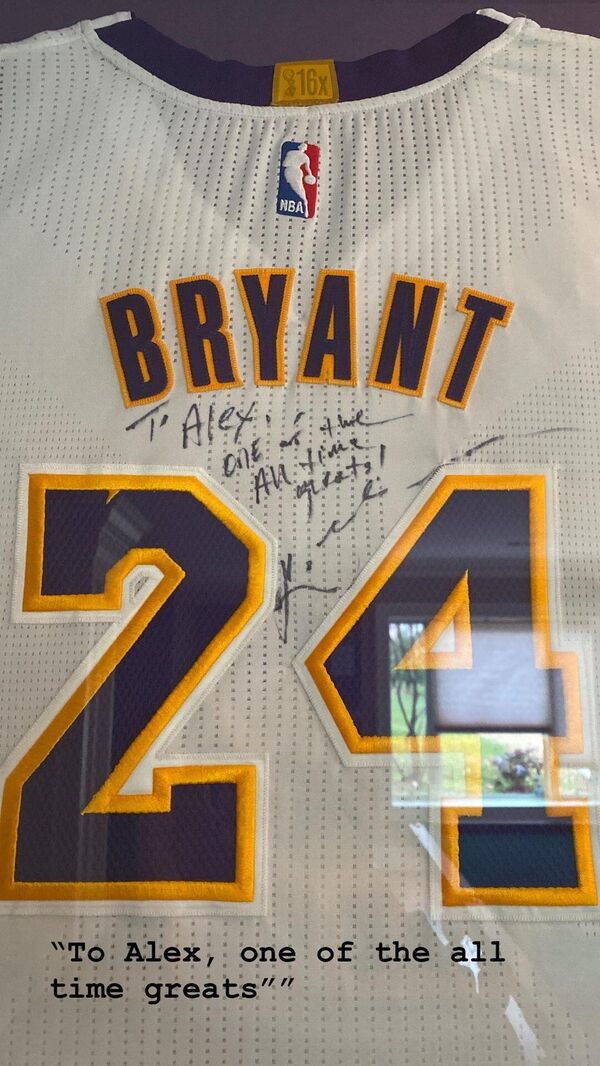 16x
NBA
BRYANT
To Alex,
one of the
All time
greats!
24
“To Alex, one of the all
time greats””